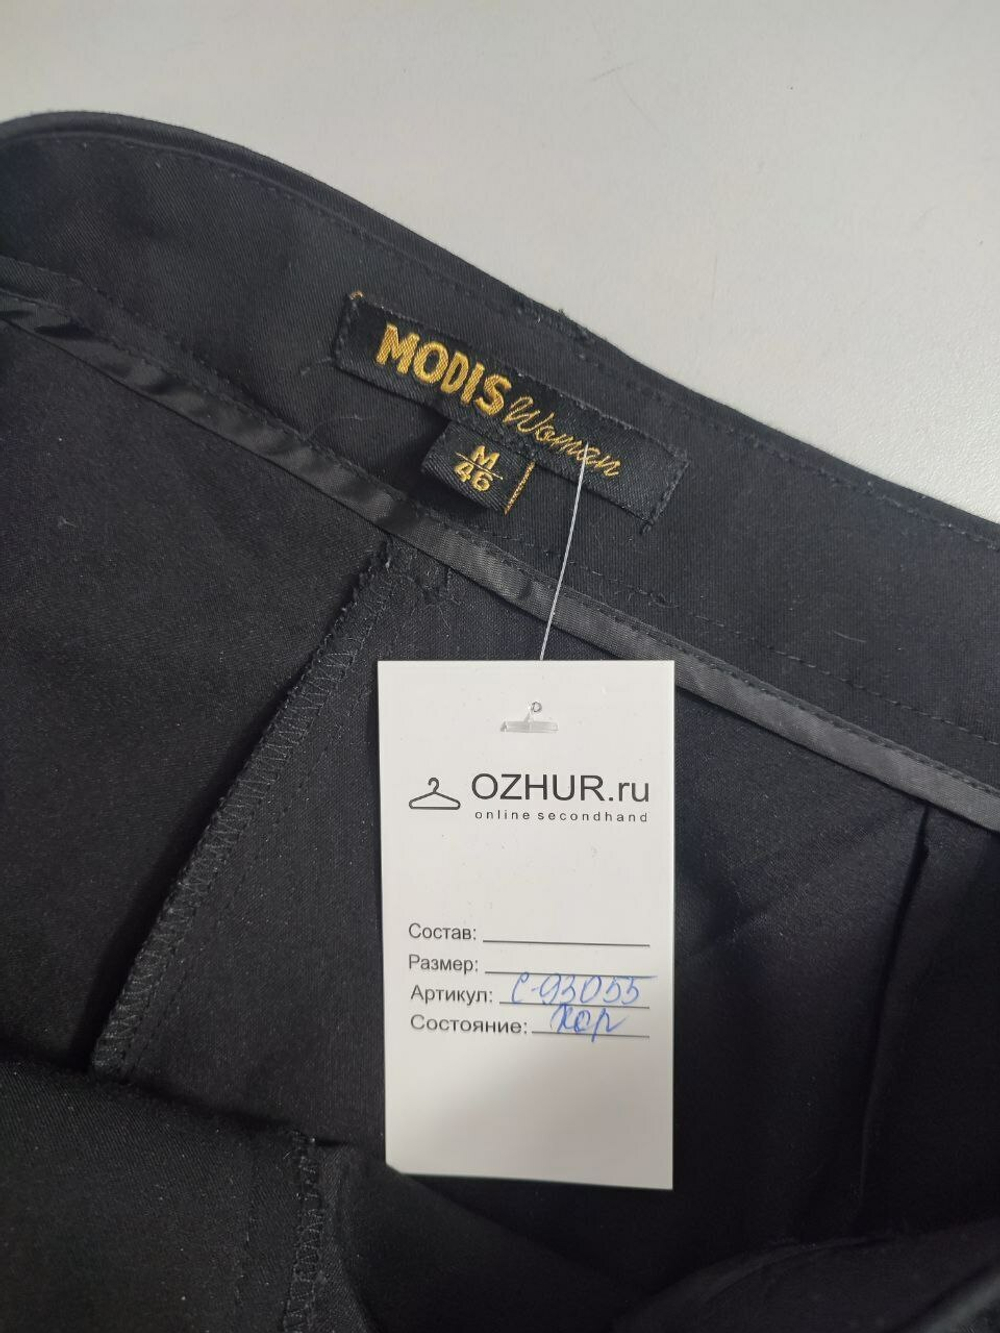 MODIS Woman
M
46
OZHUR.ru
online secondhand
Состав:
Размер:
Артикул: С-93055
Состояние: Хор